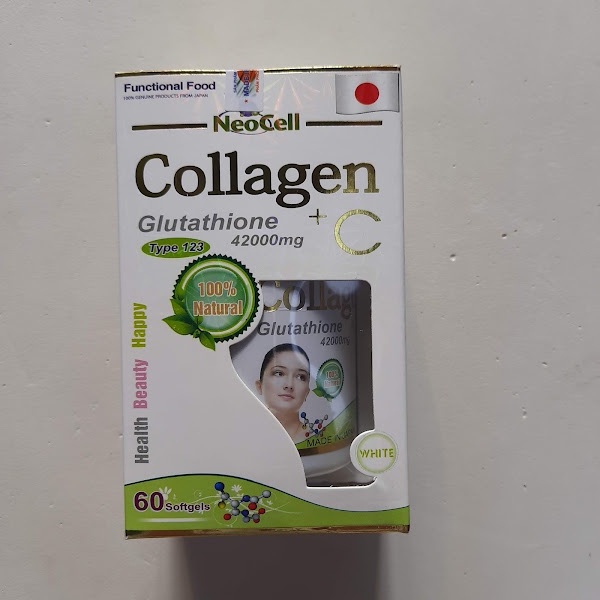 Functional Food
100% GENUINE PRODUCTS FROM JAPAN
NeoCell
Collagen
+ C
Glutathione
42000mg
Type 123
100%
Natural
Collag
Glutathione
42000mg
MADE
WHITE
Health Beauty Happy
60 Softgels